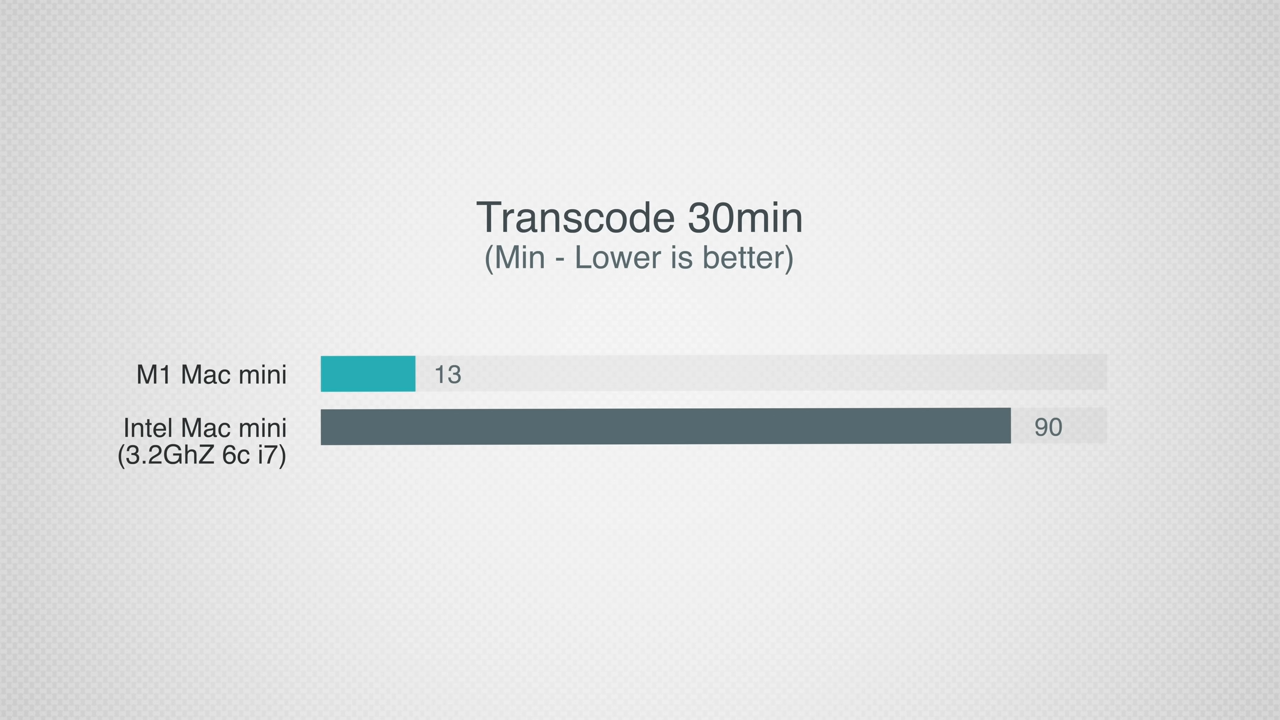 Transcode 30min
(Min - Lower is better)
M1 Mac mini 13
Intel Mac mini 90
(3.2GhZ 6c i7)